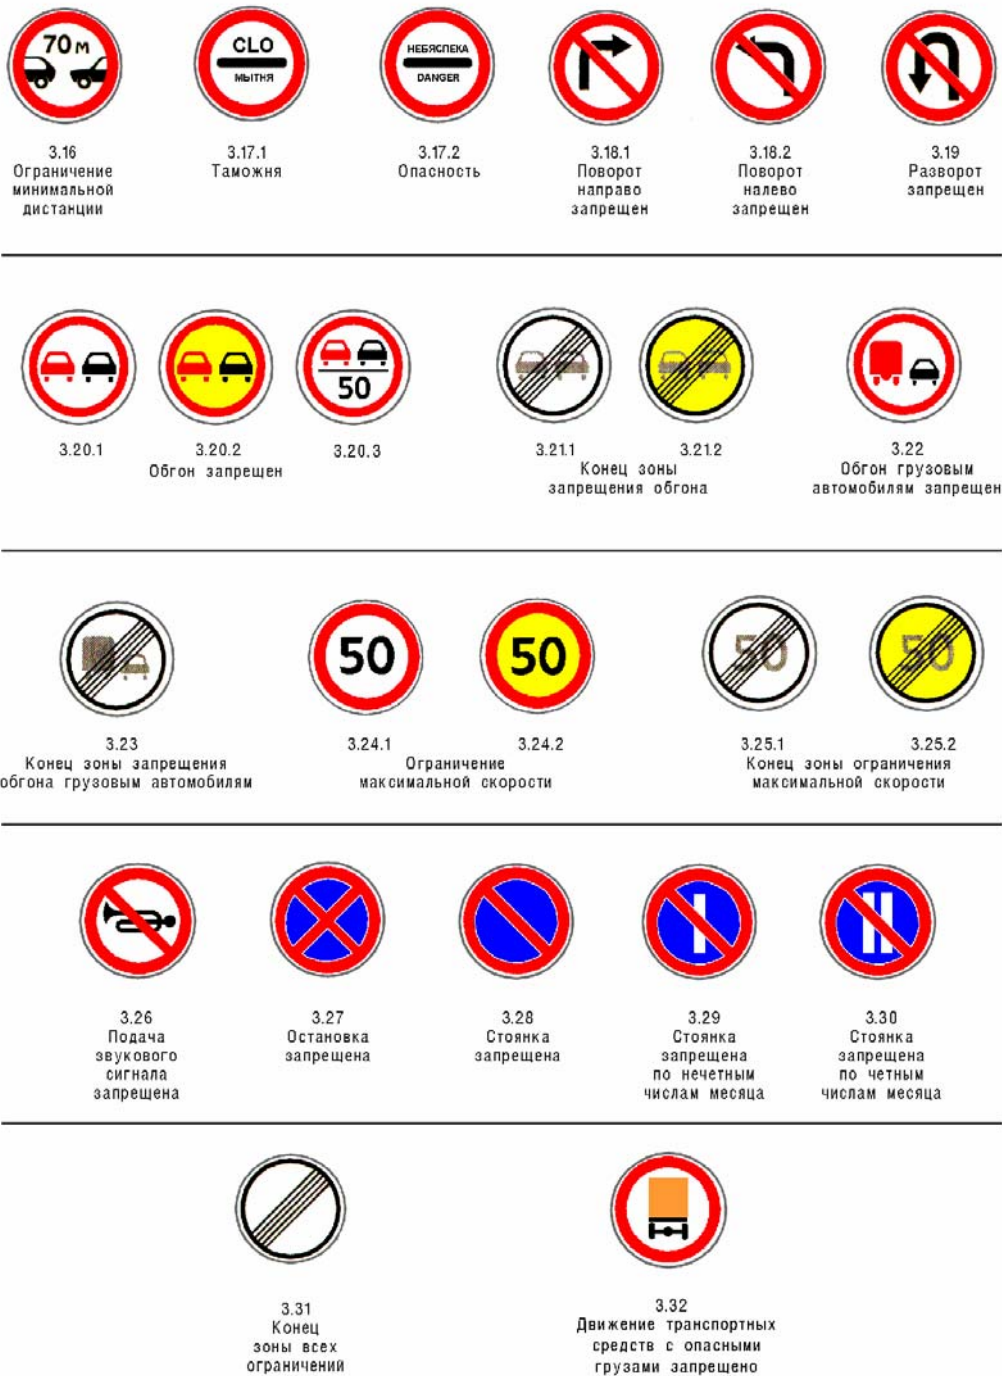 70 м
CLO
МЫТНЯ
НЕБЯСПЕКА
DANGER
3.16
Ограничение
минимальной
дистанции
3.17.1
Таможня
3.17.2
Опасность
3.18.1
Поворот
направо
запрещен
3.18.2
Поворот
налево
запрещен
3.19
Разворот
запрещен
50
3.20.1
3.20.2
3.20.3
Обгон запрещен
3.21.1
3.21.2
Конец зоны
запрещения обгона
3.22
Обгон грузовым
автомобилям запрещен
3.23
Конец зоны запрещения
обгона грузовым автомобилям
50
50
3.24.1
3.24.2
Ограничение
максимальной скорости
50
50
3.25.1
3.25.2
Конец зоны ограничения
максимальной скорости
3.26
Подача
звукового
сигнала
запрещена
3.27
Остановка
запрещена
3.28
Стоянка
запрещена
3.29
Стоянка
запрещена
по нечетным
числам месяца
3.30
Стоянка
запрещена
по четным
числам месяца
3.31
Конец
зоны всех
ограничений
3.32
Движение транспортных
средств с опасными
грузами запрещено